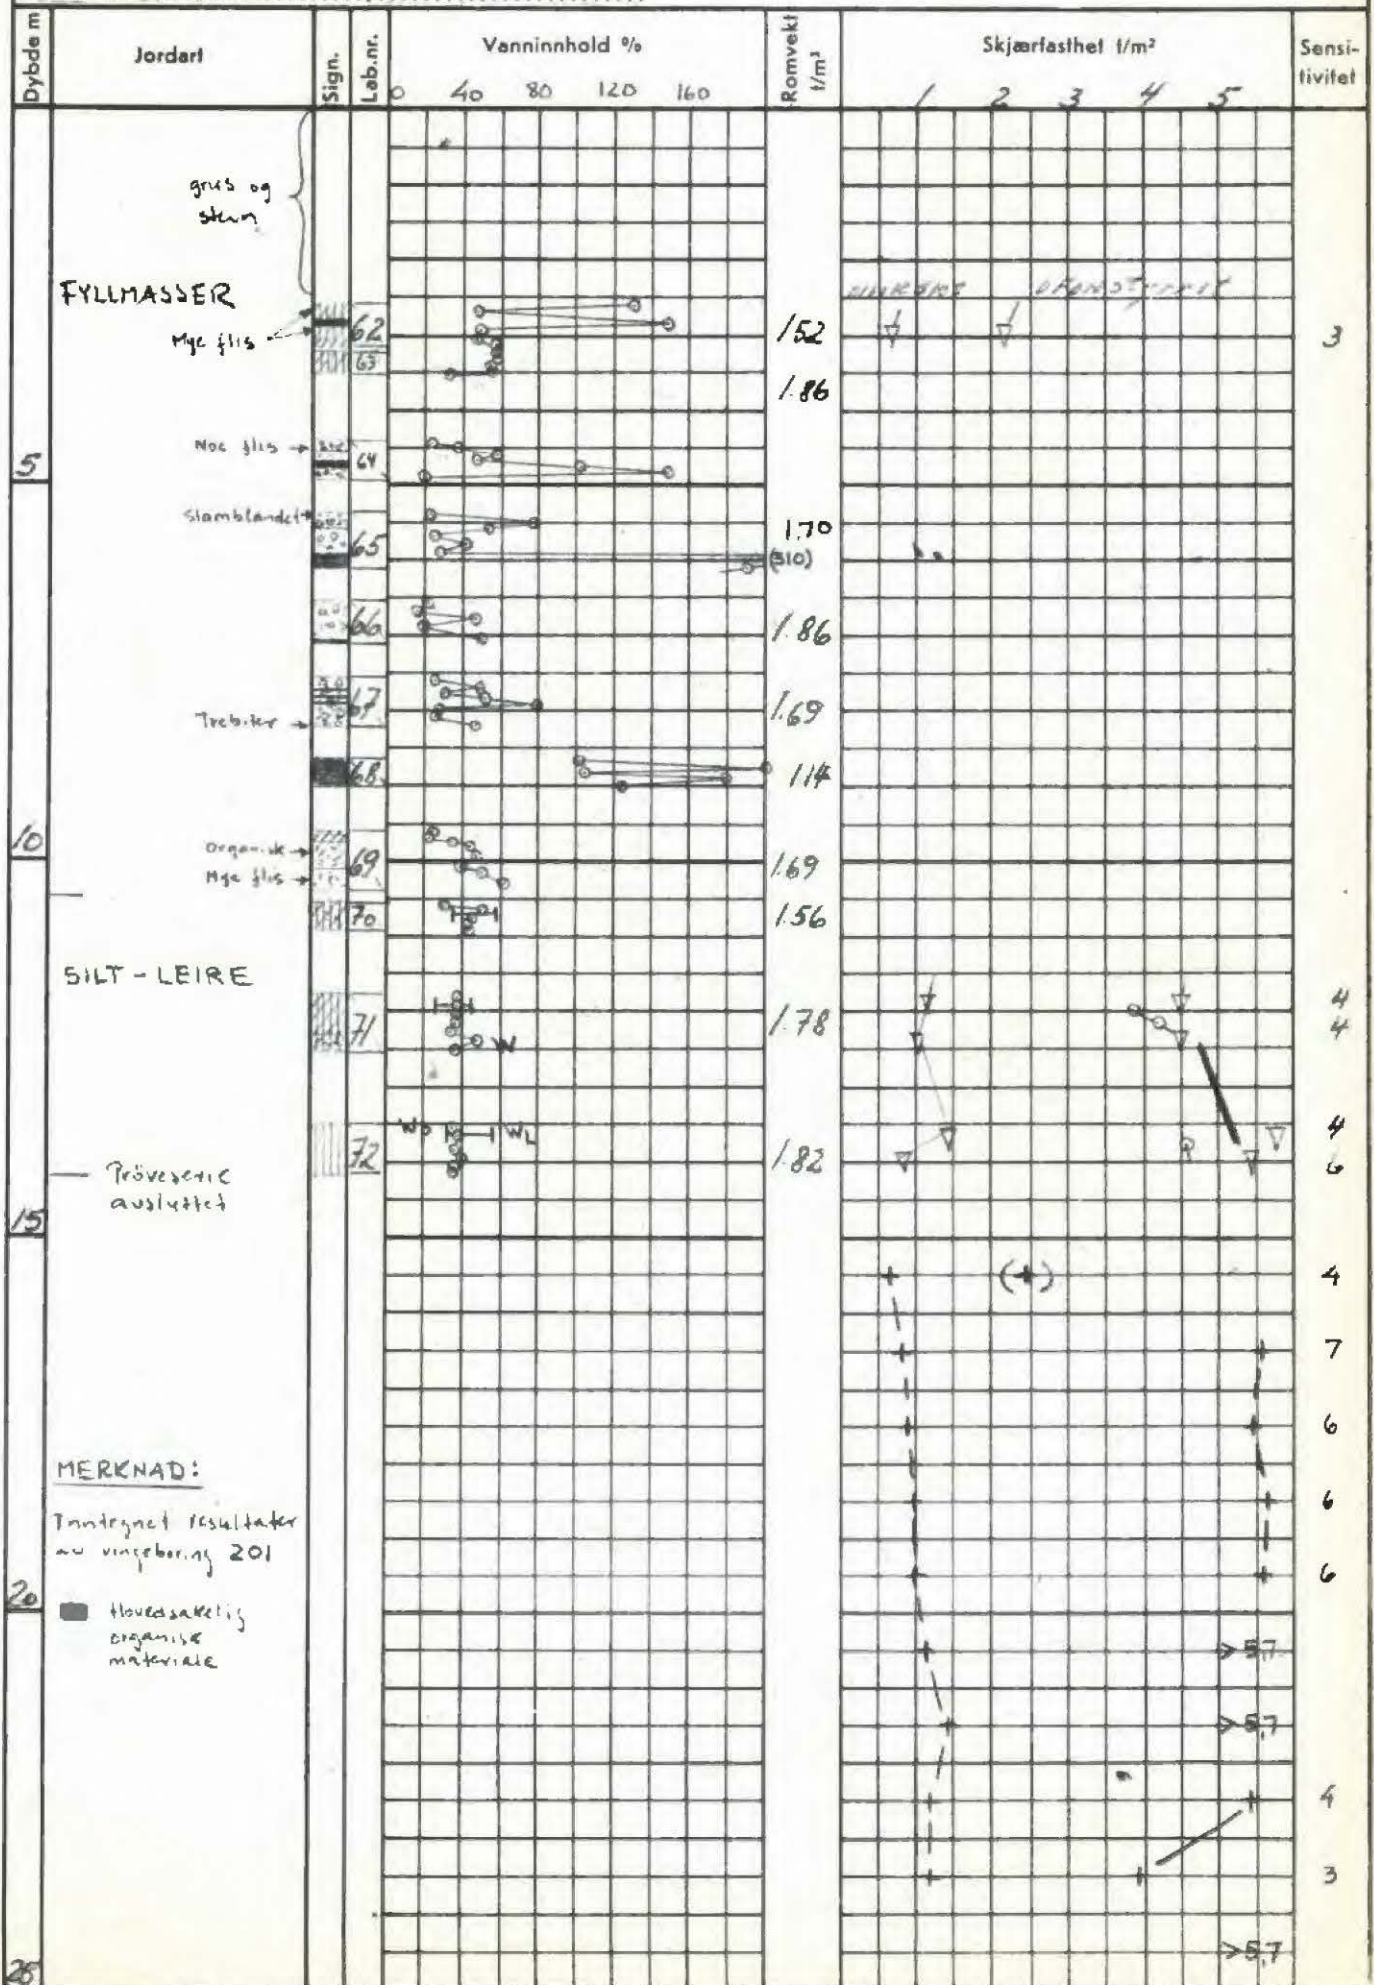 Dybde m
Jordart
Sign.
Lab.nr.
Vanninnhold %
0 40 80 120 160
Romvekt t/m³
Skjærfasthet t/m²
1 2 3 4 5
Sensi-
tivitet
grus og
stein
FYLLMASSER
Mye flis
62
1.52
3
63
1.86
Noe flis
64
5
Slamblandet
65
1.70
(310)
66
1.86
67
1.69
Trebiter
68
1.14
10
Organisk
69
1.69
Mye flis
70
1.56
SILT - LEIRE
71
W
1.78
4
4
Wp
WL
72
1.82
4
6
Prøveserie
avsluttet
15
( )
4
7
6
MERKNAD:
6
Inntegnet resultater
av vingeboring 201
6
20
Hovedsakelig
organisk
materiale
> 5,7
> 5,7
4
3
> 5,7
25